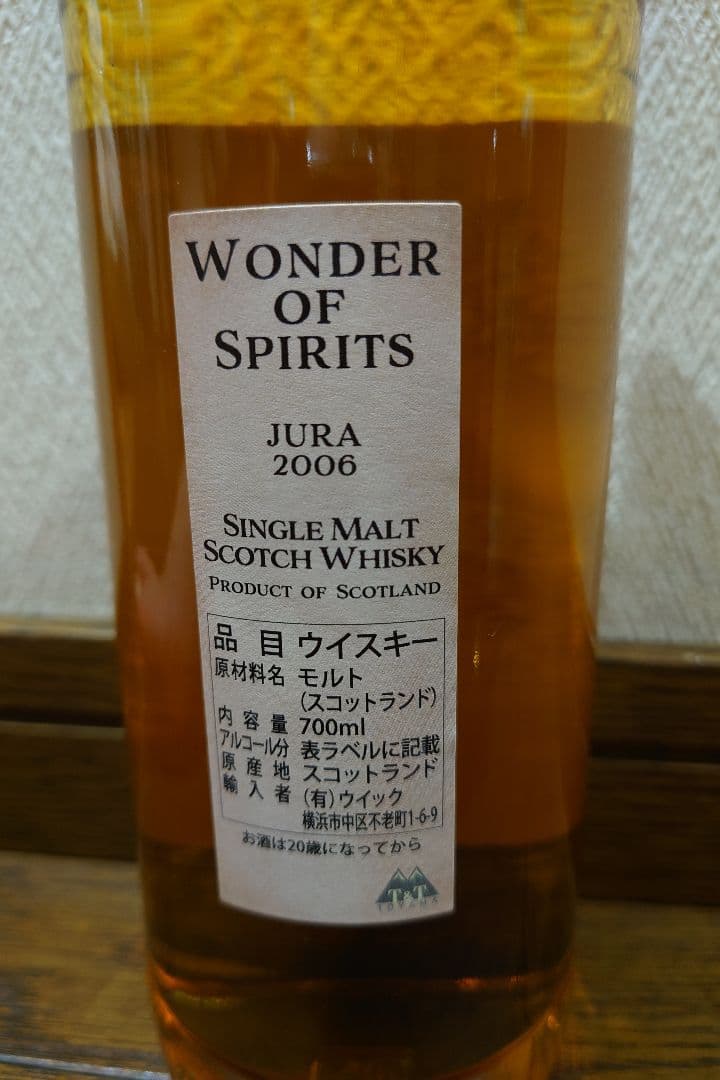 WONDER
OF
SPIRITS
JURA
2006
SINGLE MALT
SCOTCH WHISKY
PRODUCT OF SCOTLAND
品目 ウイスキー
原材料名 モルト
(スコットランド)
内容量 700ml
アルコール分 表ラベルに記載
原産地 スコットランド
輸入者 (有)ウイック
横浜市中区不老町1-6-9
お酒は20歳になってから
T&T
TOYAMA